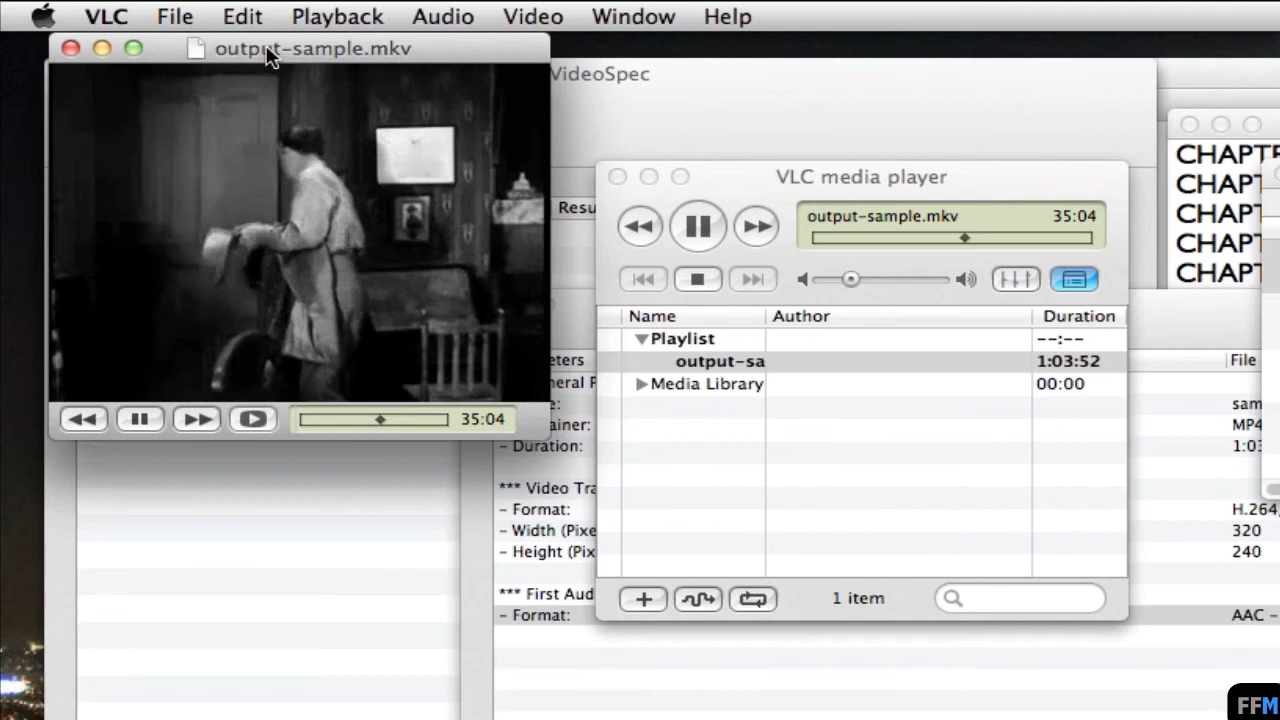 VLC File Edit Playback Audio Video Window Help
output-sample.mkv
VideoSpec
VLC media player
output-sample.mkv 35:04
Resu
CHAPTE
CHAPT
CHAPT
CHAPT
CHAPT
Name Author Duration
Playlist --:--
output-sa 1:03:52
Media Library 00:00
1 item
35:04
eters File
neral P
e: sam
ainer: MP4
– Duration: 1:03
*** Video Tra
– Format: H.264,
– Width (Pixe 320
– Height (Pix 240
*** First Aud
– Format: AAC –
FFM